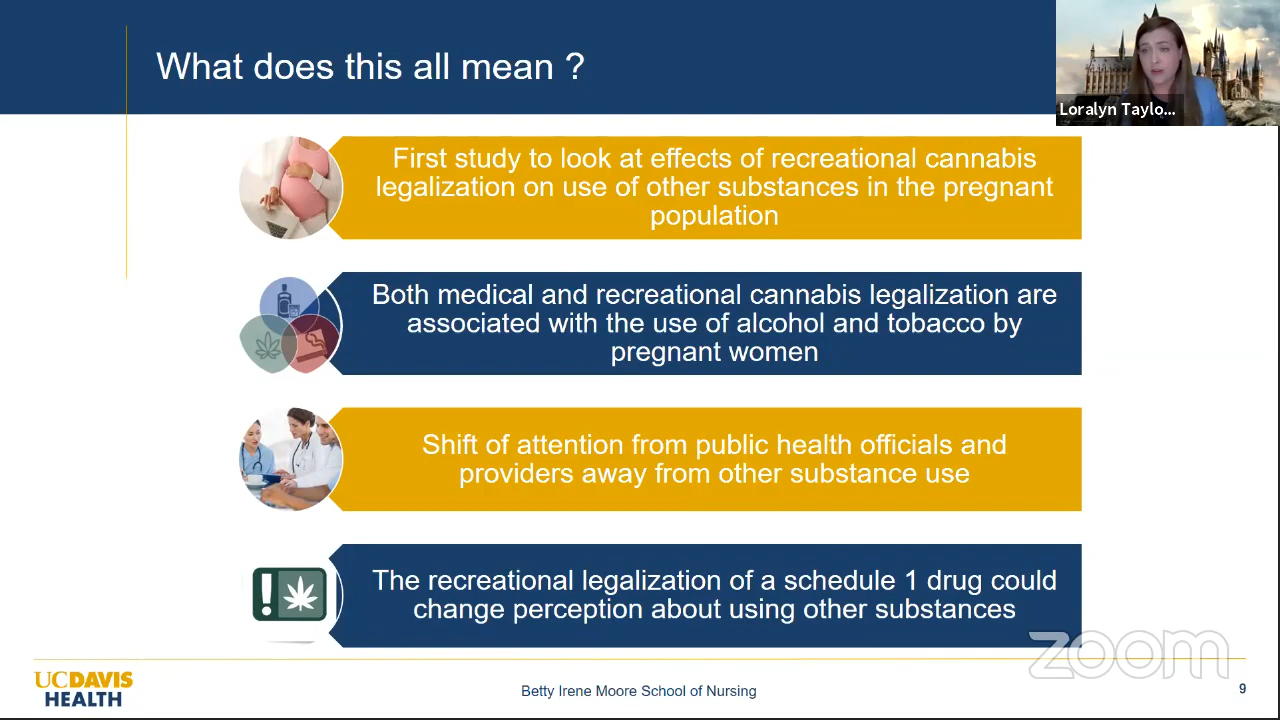 What does this all mean ?
Loralyn Taylo...
First study to look at effects of recreational cannabis
legalization on use of other substances in the pregnant
population
Both medical and recreational cannabis legalization are
associated with the use of alcohol and tobacco by
pregnant women
Shift of attention from public health officials and
providers away from other substance use
The recreational legalization of a schedule 1 drug could
change perception about using other substances
zoom
UCDAVIS
HEALTH
Betty Irene Moore School of Nursing
9